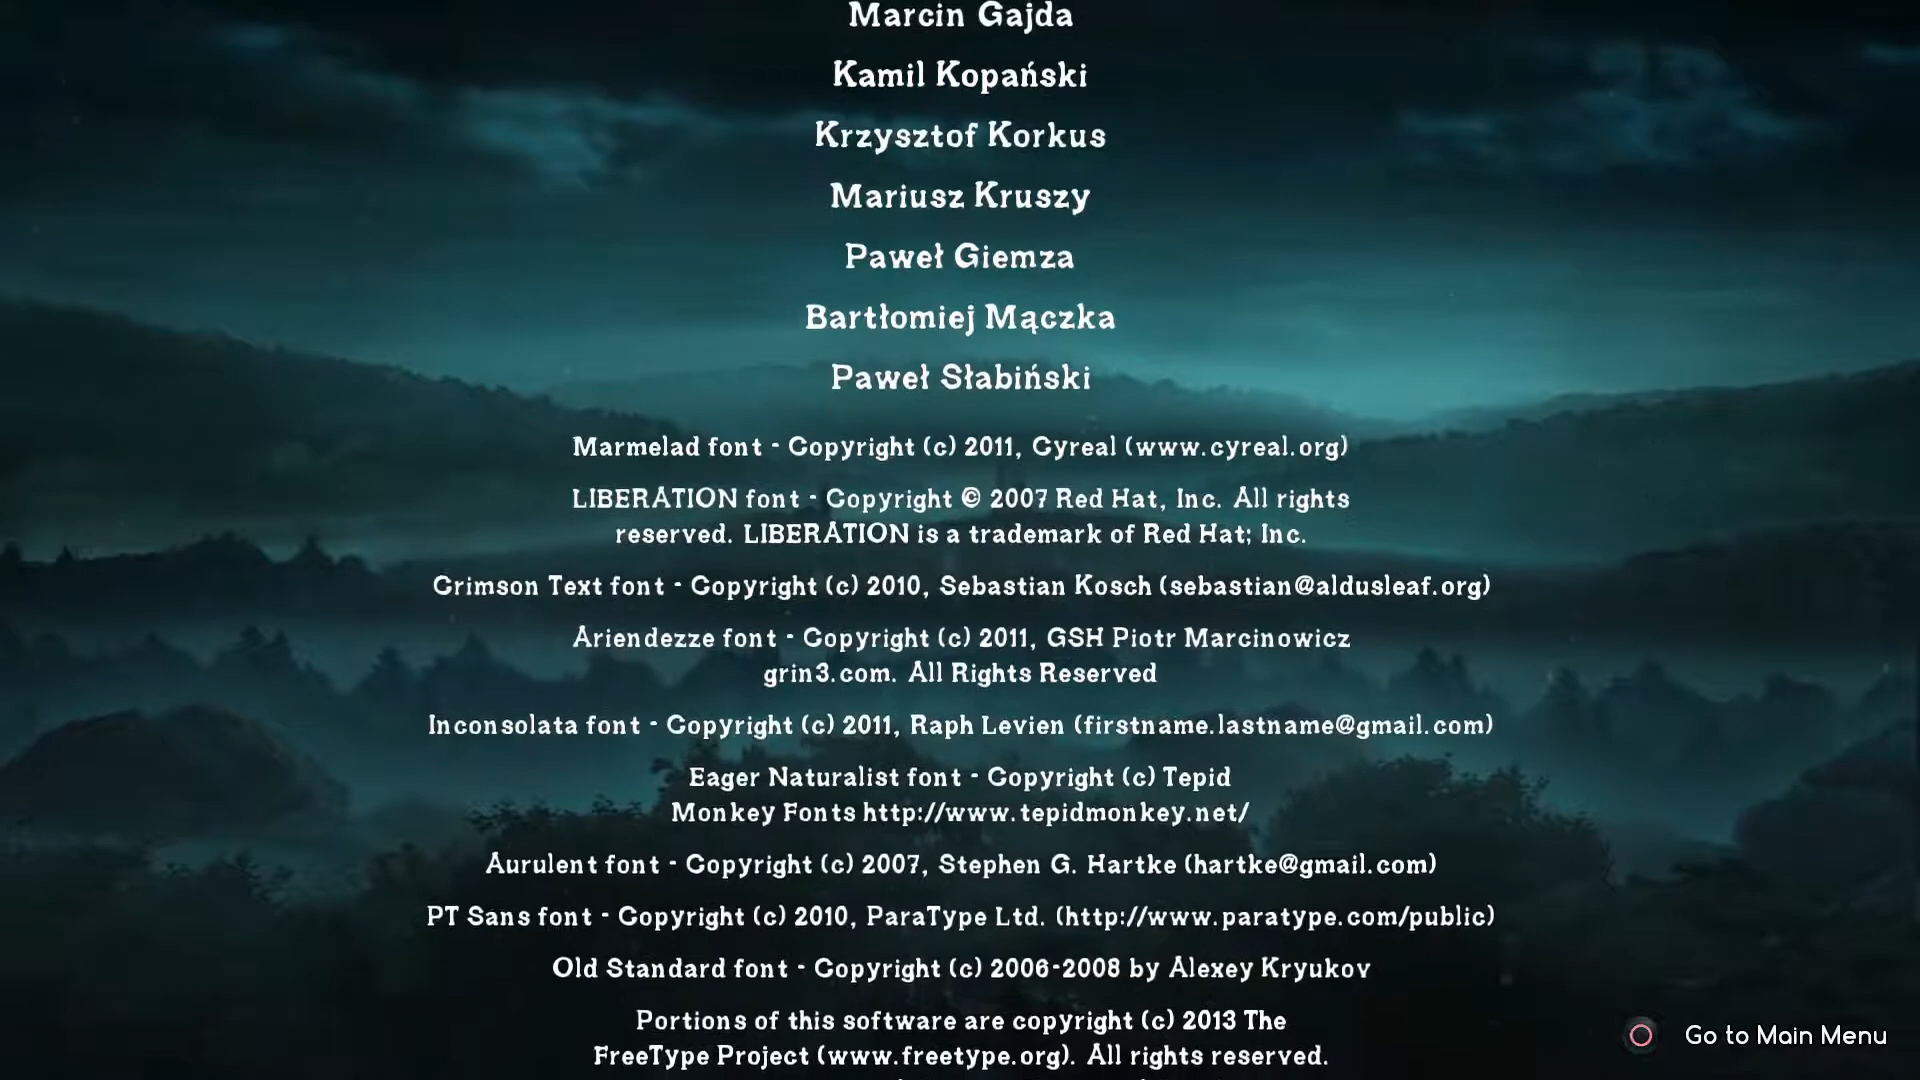 Marcin Gajda
Kamil Kopański
Krzysztof Korkus
Mariusz Kruszy
Paweł Giemza
Bartłomiej Mączka
Paweł Słabiński
Marmelad font - Copyright (c) 2011, Cyreal (www.cyreal.org)
LIBERATION font - Copyright © 2007 Red Hat, Inc. All rights
reserved. LIBERATION is a trademark of Red Hat; Inc.
Crimson Text font - Copyright (c) 2010, Sebastian Kosch (sebastian@aldusleaf.org)
Ariendezze font - Copyright (c) 2011, GSH Piotr Marcinowicz
grin3.com. All Rights Reserved
Inconsolata font - Copyright (c) 2011, Raph Levien (firstname.lastname@gmail.com)
Eager Naturalist font - Copyright (c) Tepid
Monkey Fonts http://www.tepidmonkey.net/
Aurulent font - Copyright (c) 2007, Stephen G. Hartke (hartke@gmail.com)
PT Sans font - Copyright (c) 2010, ParaType Ltd. (http://www.paratype.com/public)
Old Standard font - Copyright (c) 2006-2008 by Alexey Kryukov
Portions of this software are copyright (c) 2013 The
FreeType Project (www.freetype.org). All rights reserved.
Go to Main Menu